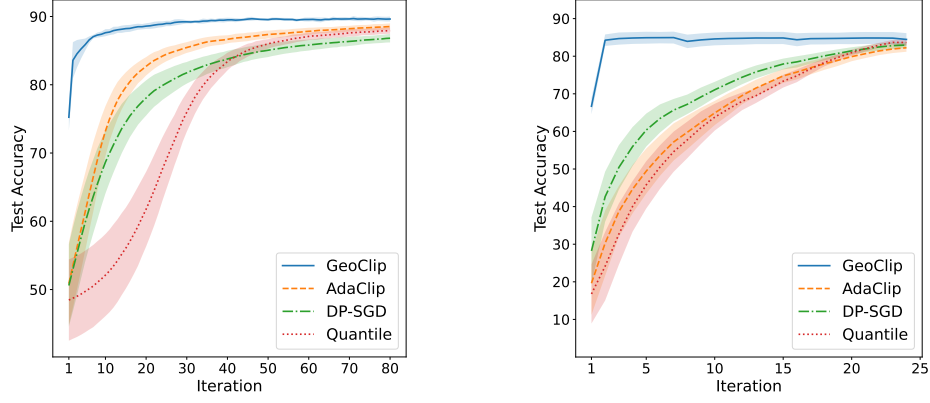 90
80
70
60
50
Test Accuracy
GeoClip
AdaClip
DP-SGD
Quantile
1 10 20 30 40 50 60 70 80
Iteration
90
80
70
60
50
40
30
20
10
Test Accuracy
GeoClip
AdaClip
DP-SGD
Quantile
1 5 10 15 20 25
Iteration